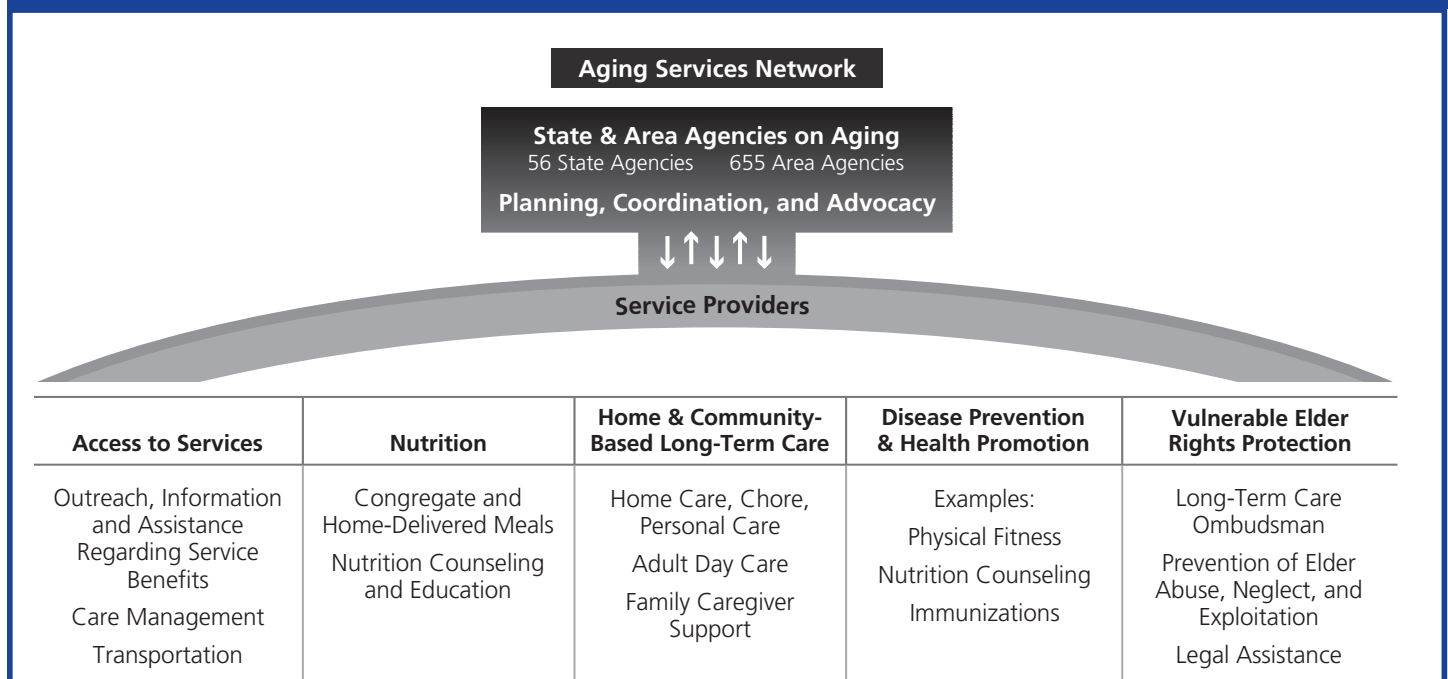 Aging Services Network
State & Area Agencies on Aging
56 State Agencies 655 Area Agencies
Planning, Coordination, and Advocacy
↓↑↓↑↓
Service Providers
Access to Services
Outreach, Information
and Assistance
Regarding Service
Benefits
Care Management
Transportation
Nutrition
Congregate and
Home-Delivered Meals
Nutrition Counseling
and Education
Home & Community-
Based Long-Term Care
Home Care, Chore,
Personal Care
Adult Day Care
Family Caregiver
Support
Disease Prevention
& Health Promotion
Examples:
Physical Fitness
Nutrition Counseling
Immunizations
Vulnerable Elder
Rights Protection
Long-Term Care
Ombudsman
Prevention of Elder
Abuse, Neglect, and
Exploitation
Legal Assistance